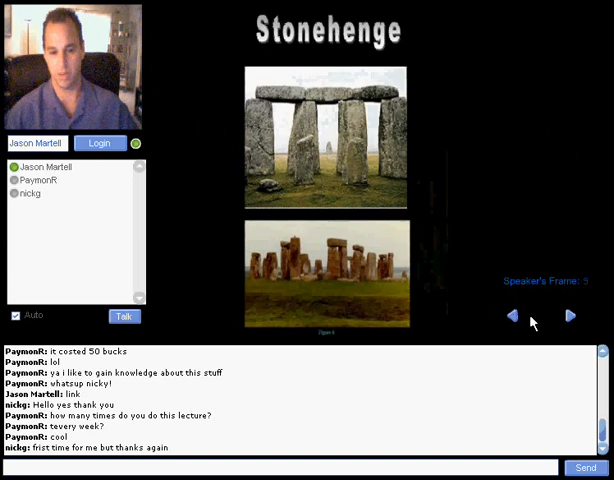 Stonehenge
Jason Martell
Login
Jason Martell
PaymonR
nickg
Speaker's Frame: 5
Auto
Talk
PaymonR: it costed 50 bucks
PaymonR: lol
PaymonR: ya i like to gain knowledge about this stuff
PaymonR: whatsup nicky!
Jason Martell: link
nickg: Hello yes thank you
PaymonR: how many times do you do this lecture?
PaymonR: tevery week?
PaymonR: cool
nickg: frist time for me but thanks again
Send